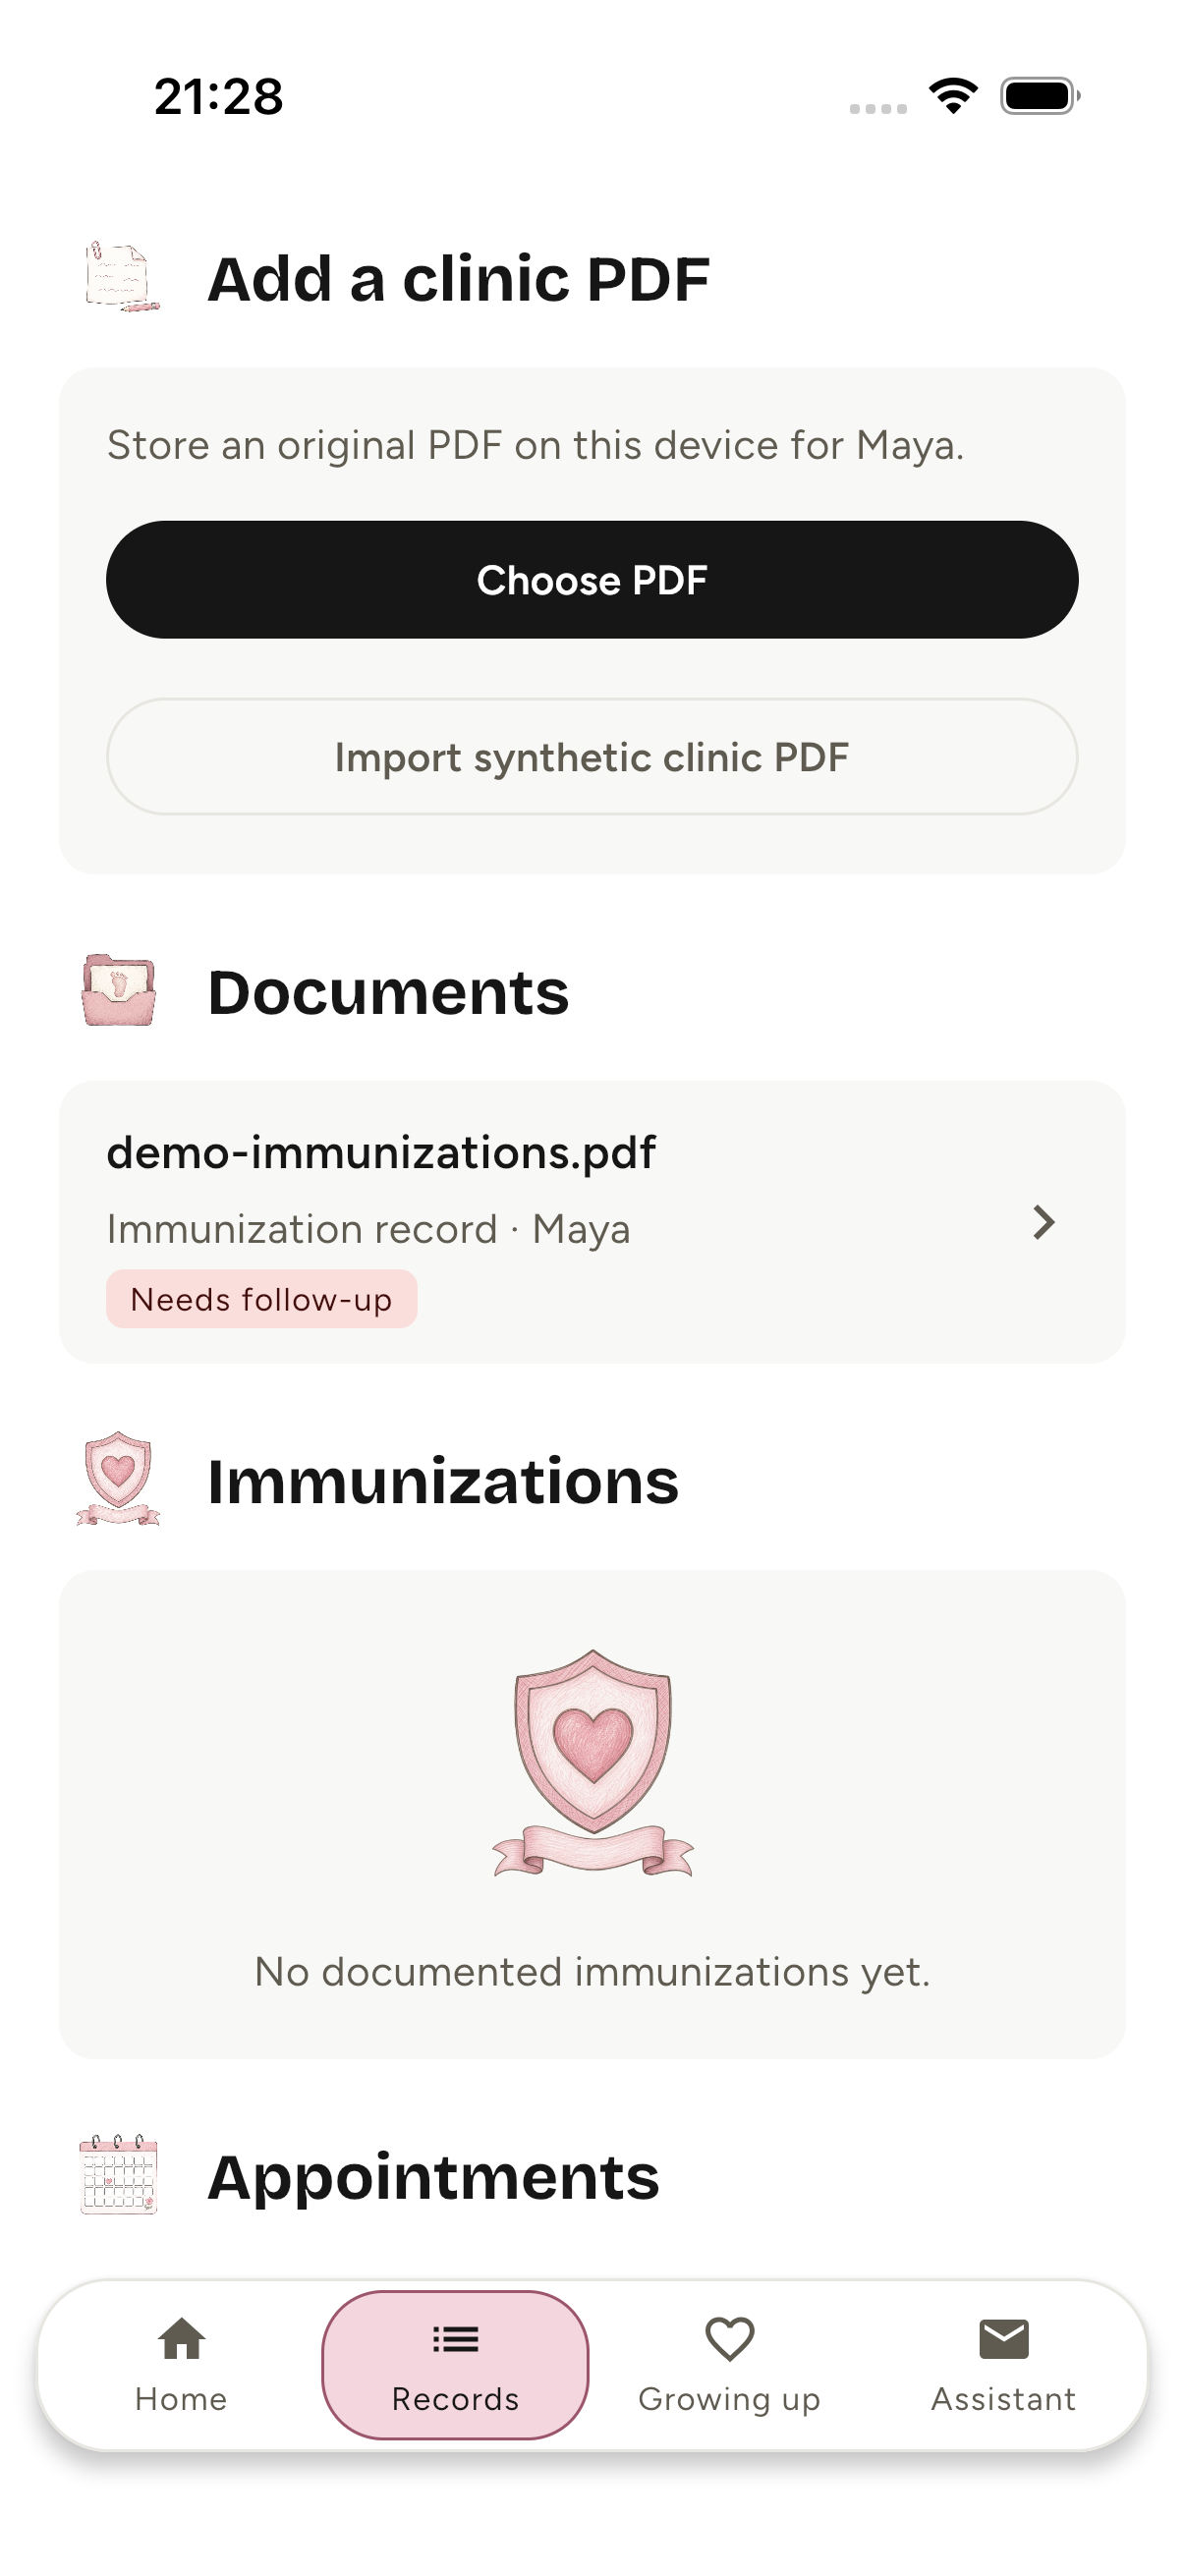 21:28
Add a clinic PDF
Store an original PDF on this device for Maya.
Choose PDF
Import synthetic clinic PDF
Documents
demo-immunizations.pdf
Immunization record · Maya
Needs follow-up
Immunizations
No documented immunizations yet.
Appointments
Home
Records
Growing up
Assistant